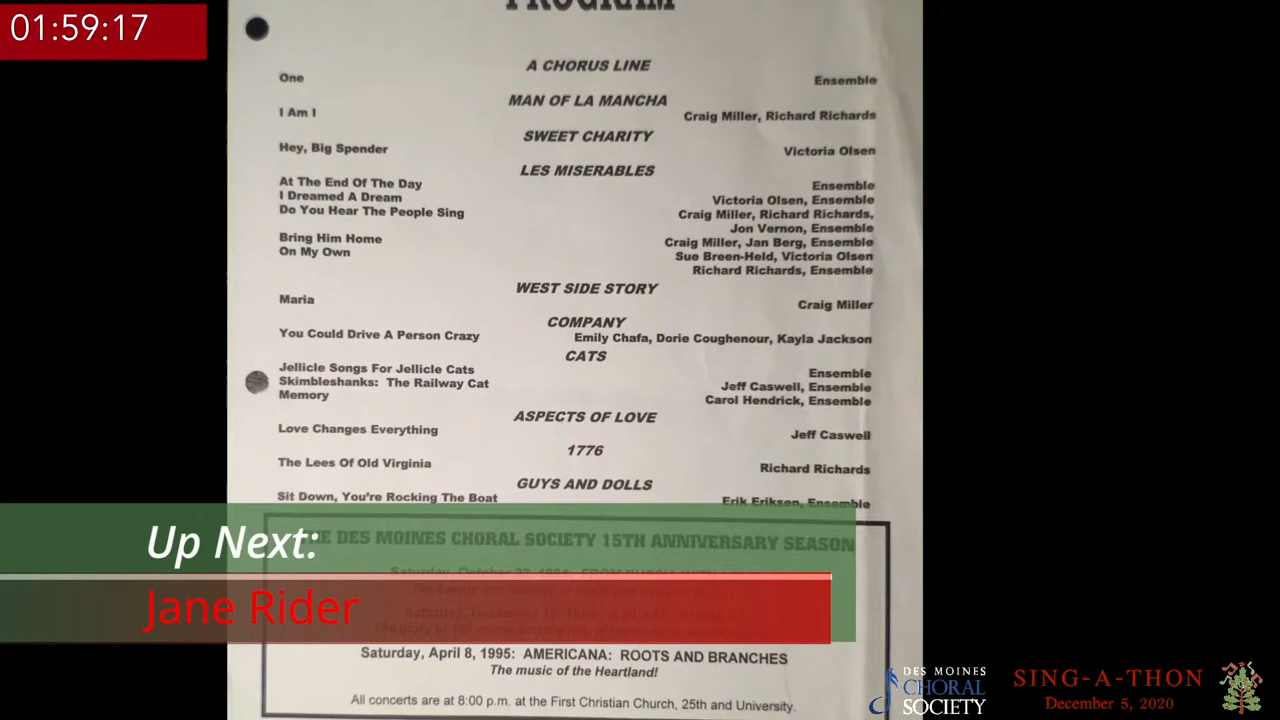 01:59:17
PROGRAM
A CHORUS LINE
One Ensemble
MAN OF LA MANCHA
I Am I Craig Miller, Richard Richards
SWEET CHARITY
Hey, Big Spender Victoria Olsen
LES MISERABLES
At The End Of The Day Ensemble
I Dreamed A Dream Victoria Olsen, Ensemble
Do You Hear The People Sing Craig Miller, Richard Richards,
Jon Vernon, Ensemble
Bring Him Home Craig Miller, Jan Berg, Ensemble
On My Own Sue Breen-Held, Victoria Olsen
Richard Richards, Ensemble
WEST SIDE STORY
Maria Craig Miller
COMPANY
You Could Drive A Person Crazy Emily Chafa, Dorie Coughenour, Kayla Jackson
CATS
Jellicle Songs For Jellicle Cats Ensemble
Skimbleshanks: The Railway Cat Jeff Caswell, Ensemble
Memory Carol Hendrick, Ensemble
ASPECTS OF LOVE
Love Changes Everything Jeff Caswell
1776
The Lees Of Old Virginia Richard Richards
GUYS AND DOLLS
Sit Down, You're Rocking The Boat Erik Eriksen, Ensemble
THE DES MOINES CHORAL SOCIETY 15TH ANNIVERSARY SEASON
Up Next:
Saturday, October 22, 1994: FROM
Jane Rider
Saturday, December 17,
Saturday, April 8, 1995: AMERICANA: ROOTS AND BRANCHES
The music of the Heartland!
All concerts are at 8:00 p.m. at the First Christian Church, 25th and University.
DES MOINES
CHORAL
SOCIETY
SING-A-THON
December 5, 2020